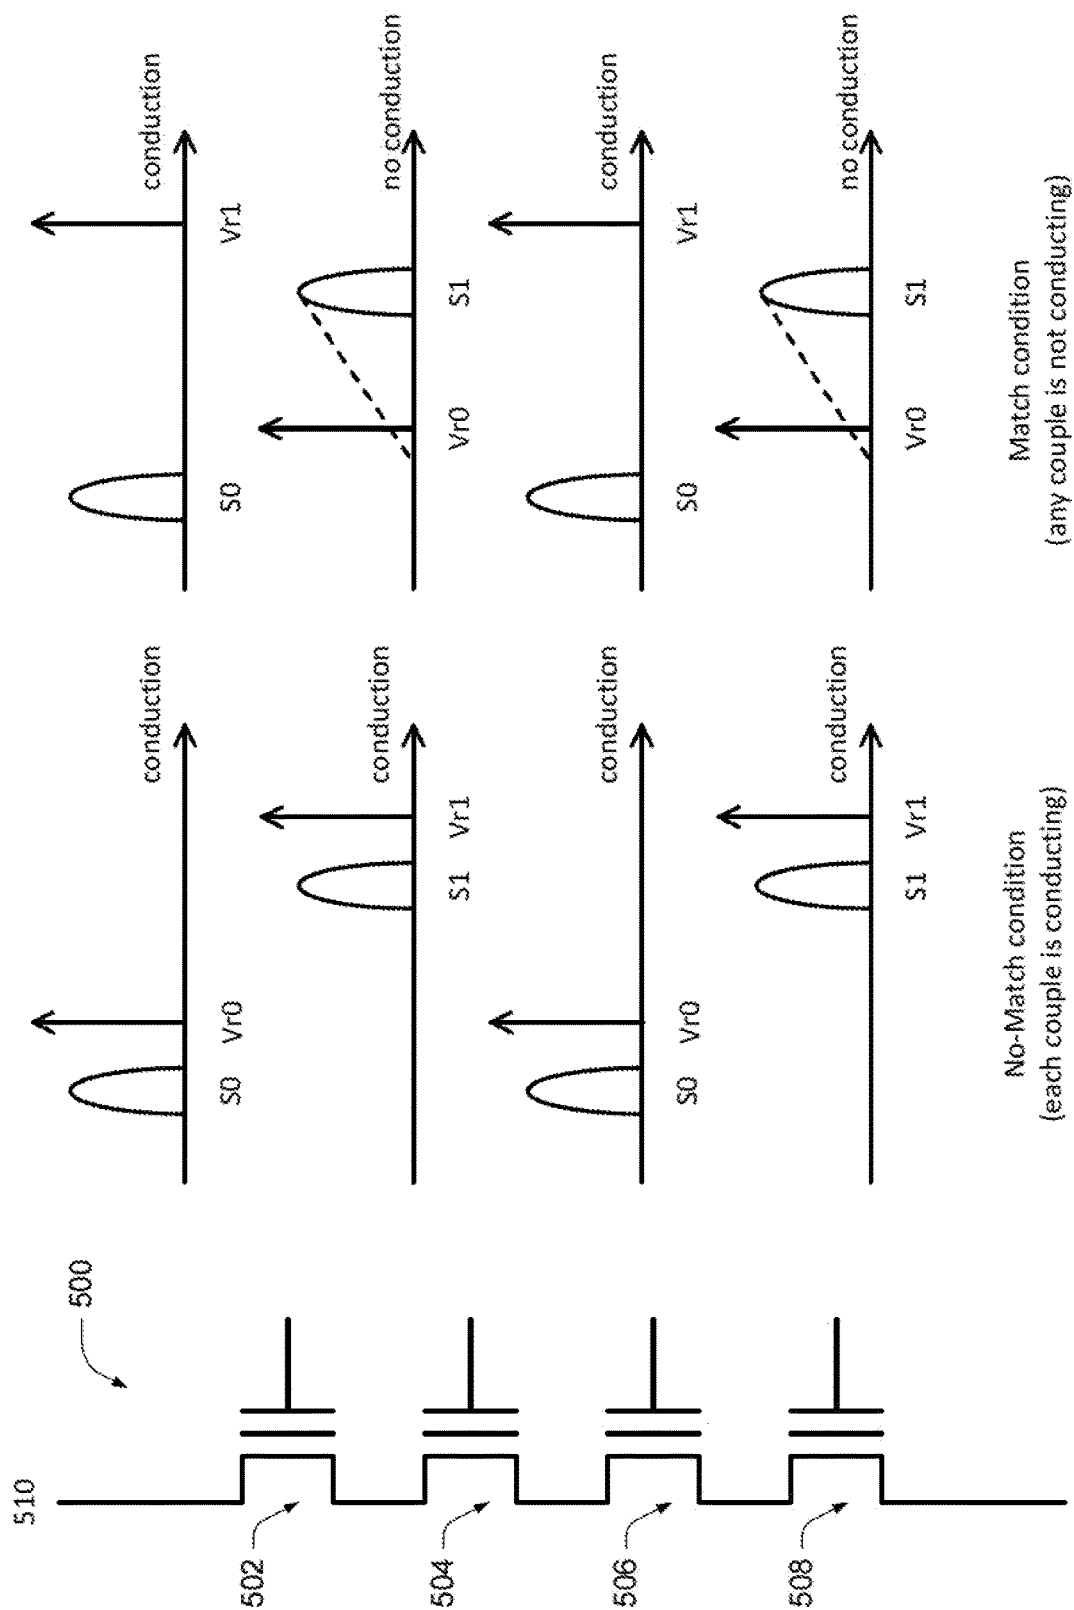 510
500
502
504
506
508
conduction
S0 Vr0
conduction
S1 Vr1
conduction
S0 Vr0
conduction
S1 Vr1
No-Match condition
(each couple is conducting)
conduction
S0 Vr1
no conduction
Vr0 S1
conduction
S0 Vr1
no conduction
Vr0 S1
Match condition
(any couple is not conducting)